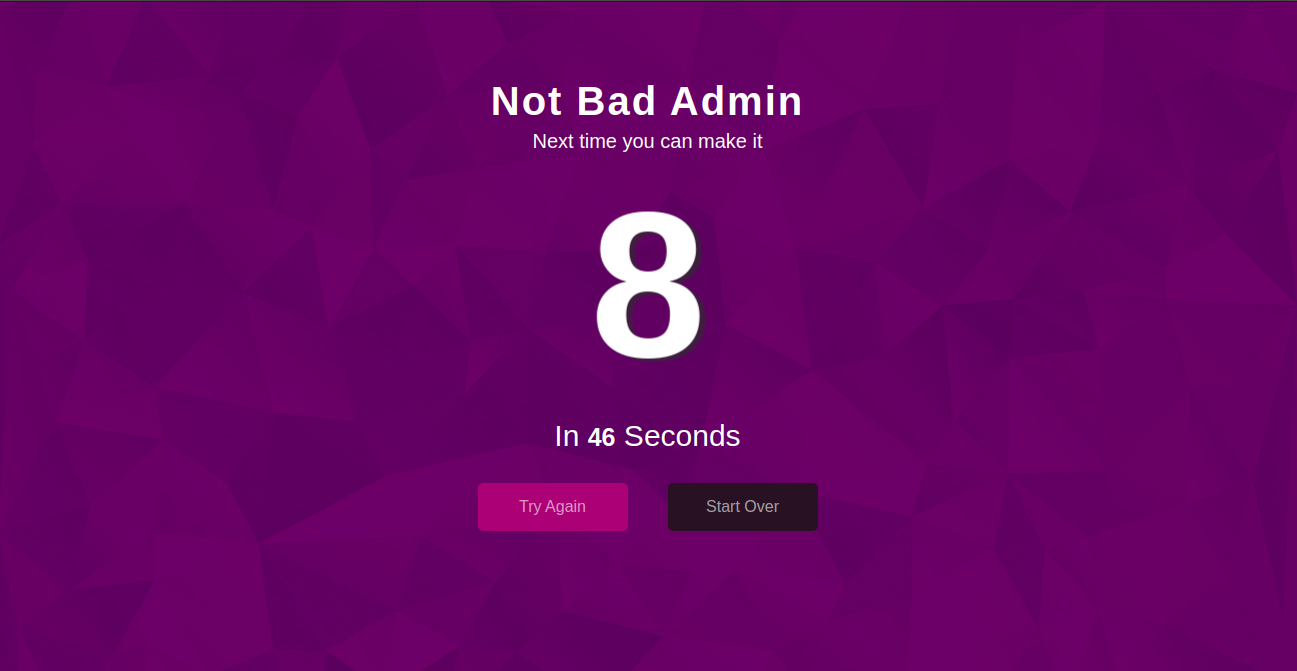 Not Bad Admin
Next time you can make it
8
In 46 Seconds
Try Again
Start Over